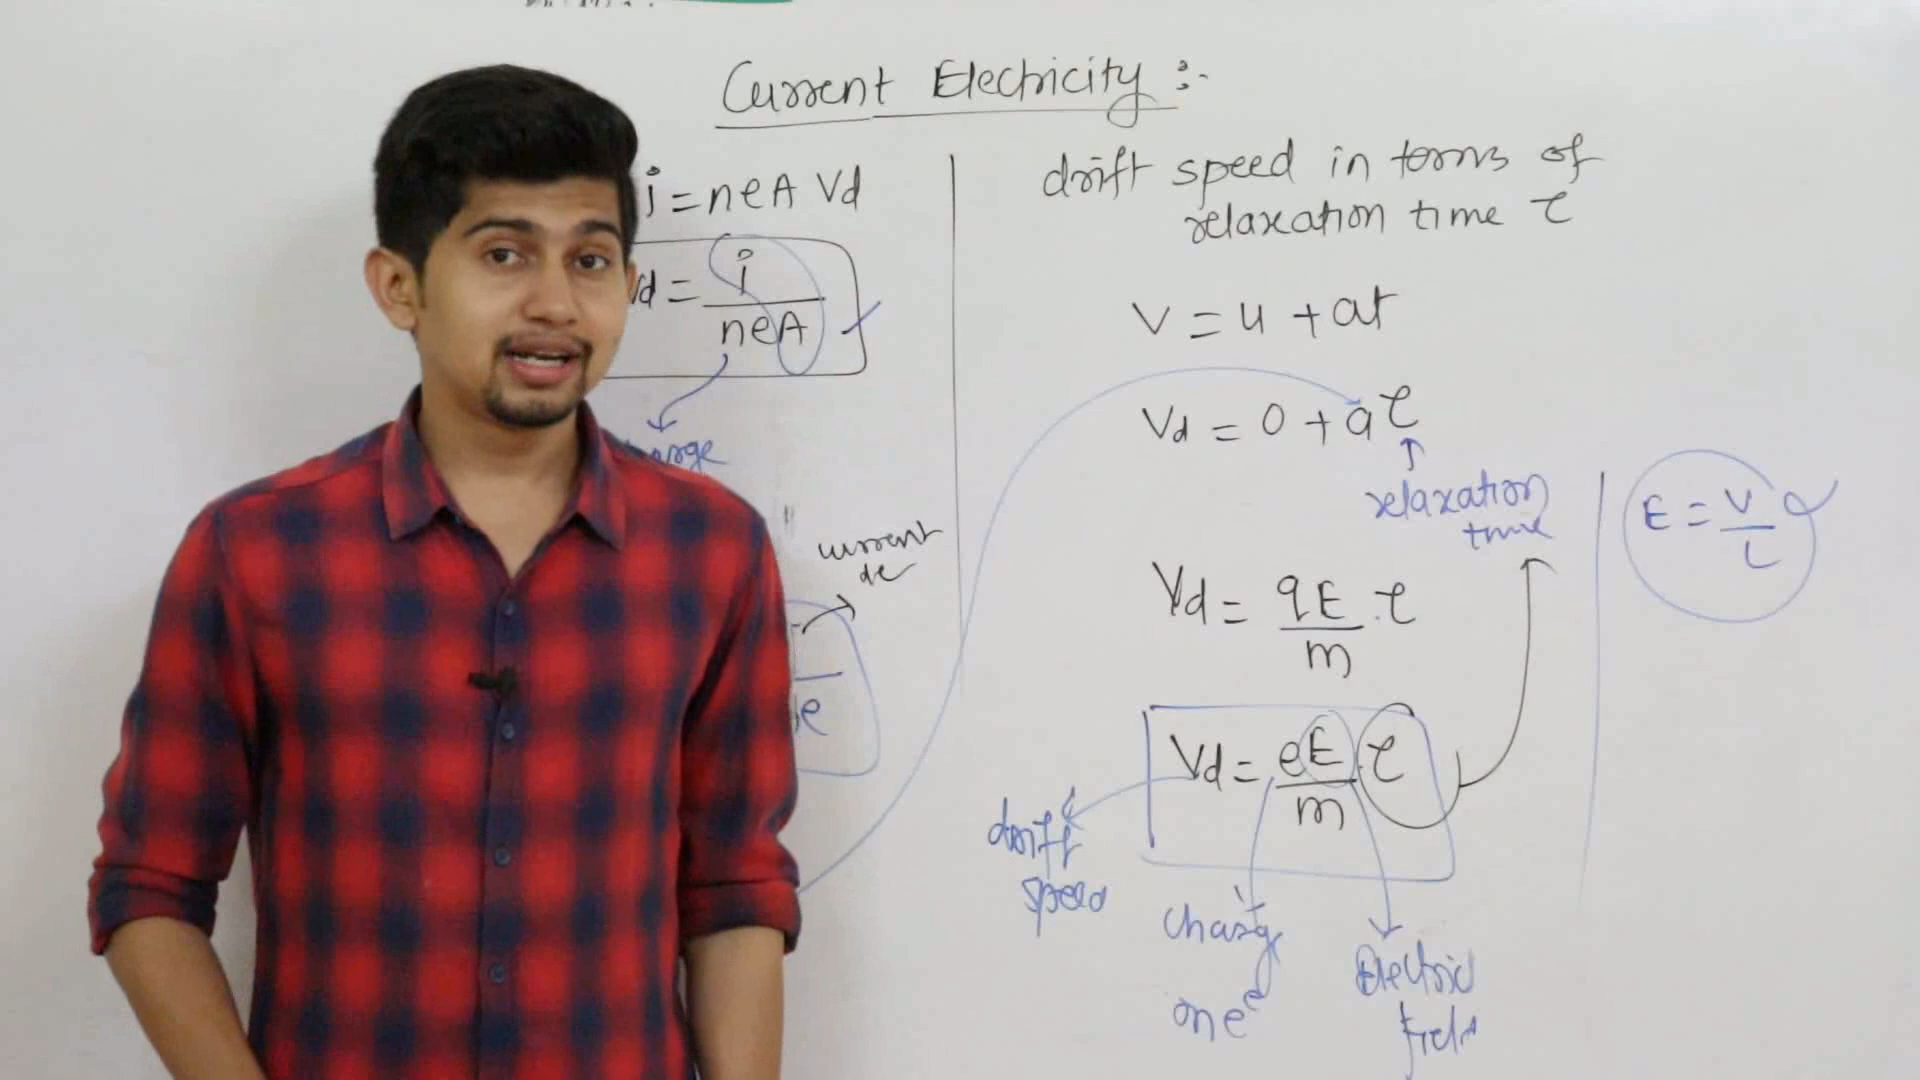 Current Electricity :-
i = neA Vd
Vd = i / neA
current
de
e
drift speed in terms of
relaxation time τ
V = u + at
Vd = 0 + aτ
relaxation
time
Vd = qE / m . τ
Vd = eE / m . τ
drift
speed
charge
one e
Electric
field
E = V / L